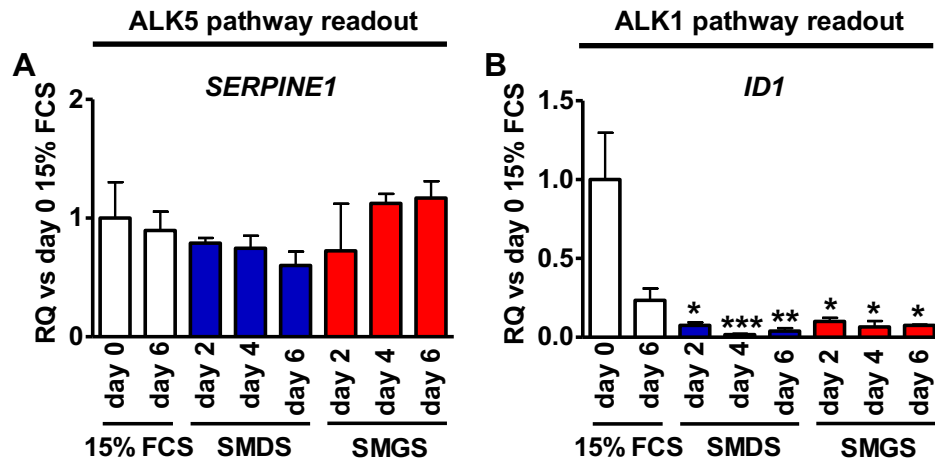 ALK5 pathway readout
A
SERPINE1
RQ vs day 0 15% FCS
2
1
0
day 0
day 6
day 2
day 4
day 6
day 2
day 4
day 6
15% FCS
SMDS
SMGS
ALK1 pathway readout
B
ID1
RQ vs day 0 15% FCS
1.5
1.0
0.5
0.0
*
***
**
*
*
*
day 0
day 6
day 2
day 4
day 6
day 2
day 4
day 6
15% FCS
SMDS
SMGS